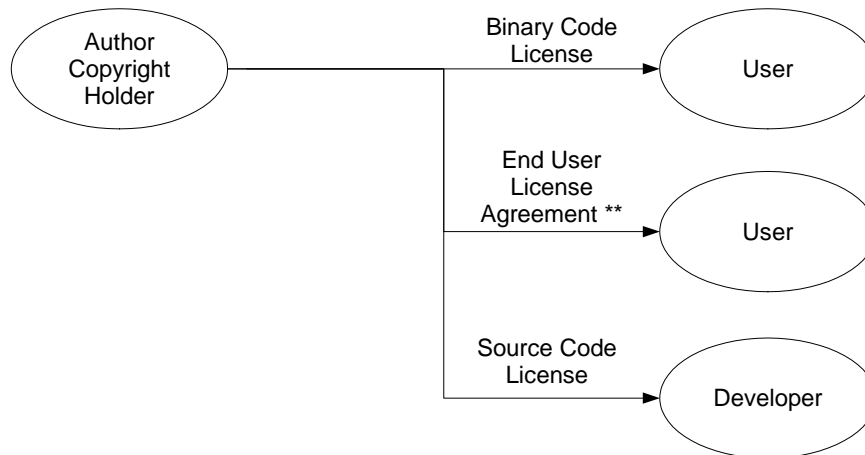 Author
Copyright
Holder
Binary Code
License
User
End User
License
Agreement **
User
Source Code
License
Developer